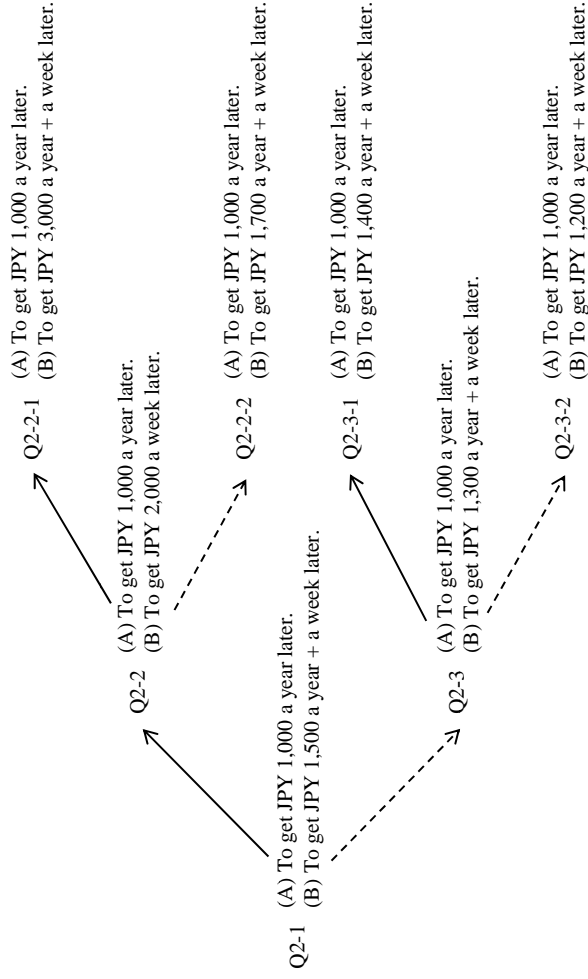 Q2-1
(A) To get JPY 1,000 a year later.
(B) To get JPY 1,500 a year + a week later.
Q2-2
(A) To get JPY 1,000 a year later.
(B) To get JPY 2,000 a week later.
Q2-3
(A) To get JPY 1,000 a year later.
(B) To get JPY 1,300 a year + a week later.
Q2-2-1
(A) To get JPY 1,000 a year later.
(B) To get JPY 3,000 a year + a week later.
Q2-2-2
(A) To get JPY 1,000 a year later.
(B) To get JPY 1,700 a year + a week later.
Q2-3-1
(A) To get JPY 1,000 a year later.
(B) To get JPY 1,400 a year + a week later.
Q2-3-2
(A) To get JPY 1,000 a year later.
(B) To get JPY 1,200 a year + a week later.